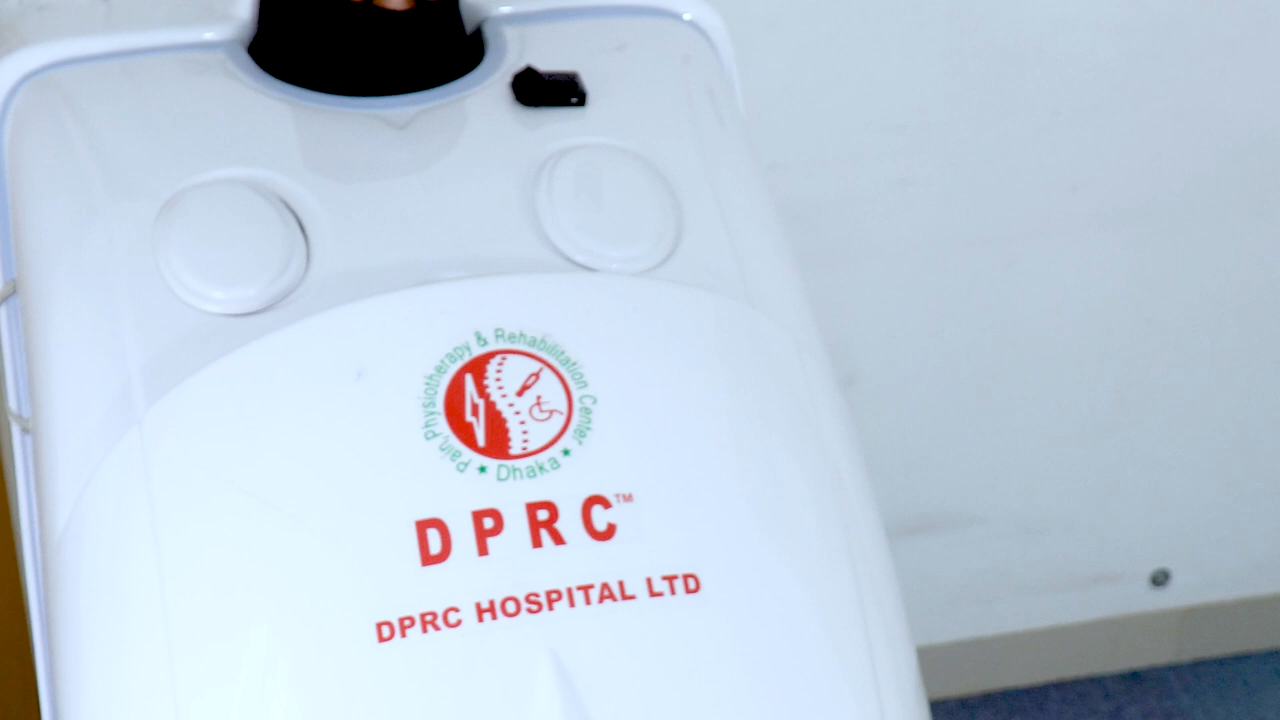 Pain, Physiotherapy & Rehabilitation Center
★ Dhaka ★
DPRC™
DPRC HOSPITAL LTD